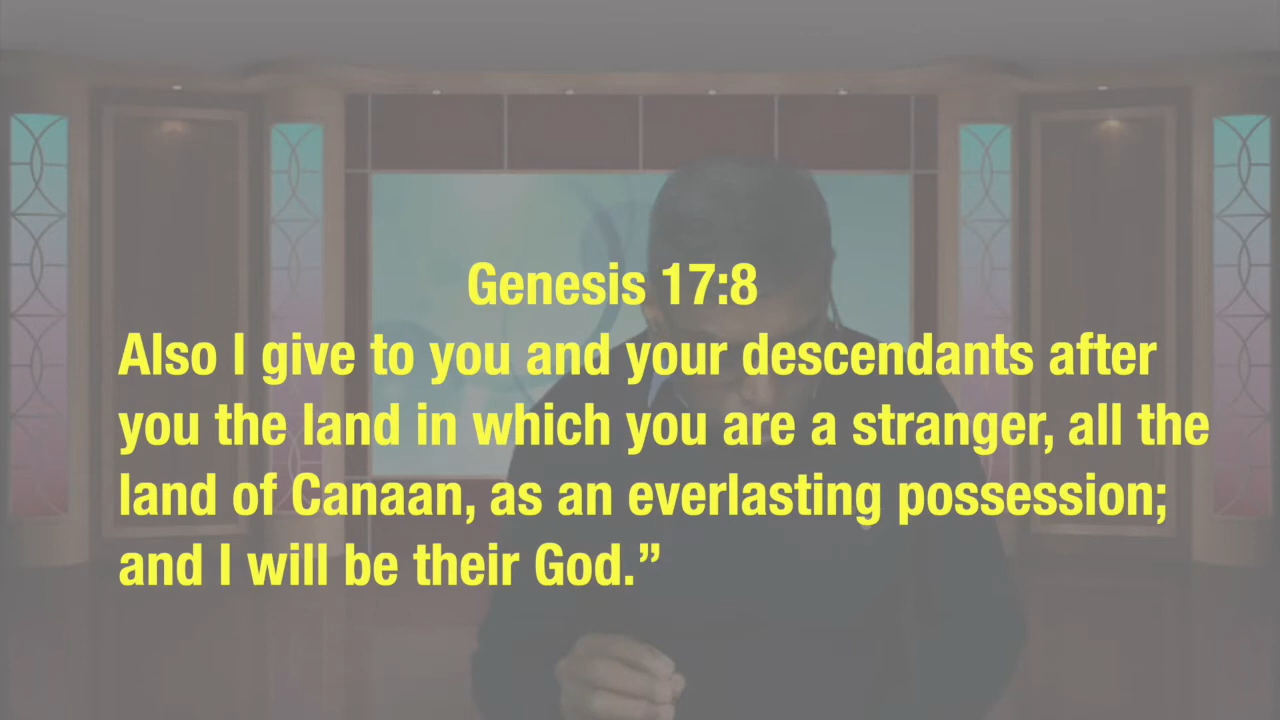 Genesis 17:8
Also I give to you and your descendants after
you the land in which you are a stranger, all the
land of Canaan, as an everlasting possession;
and I will be their God.”